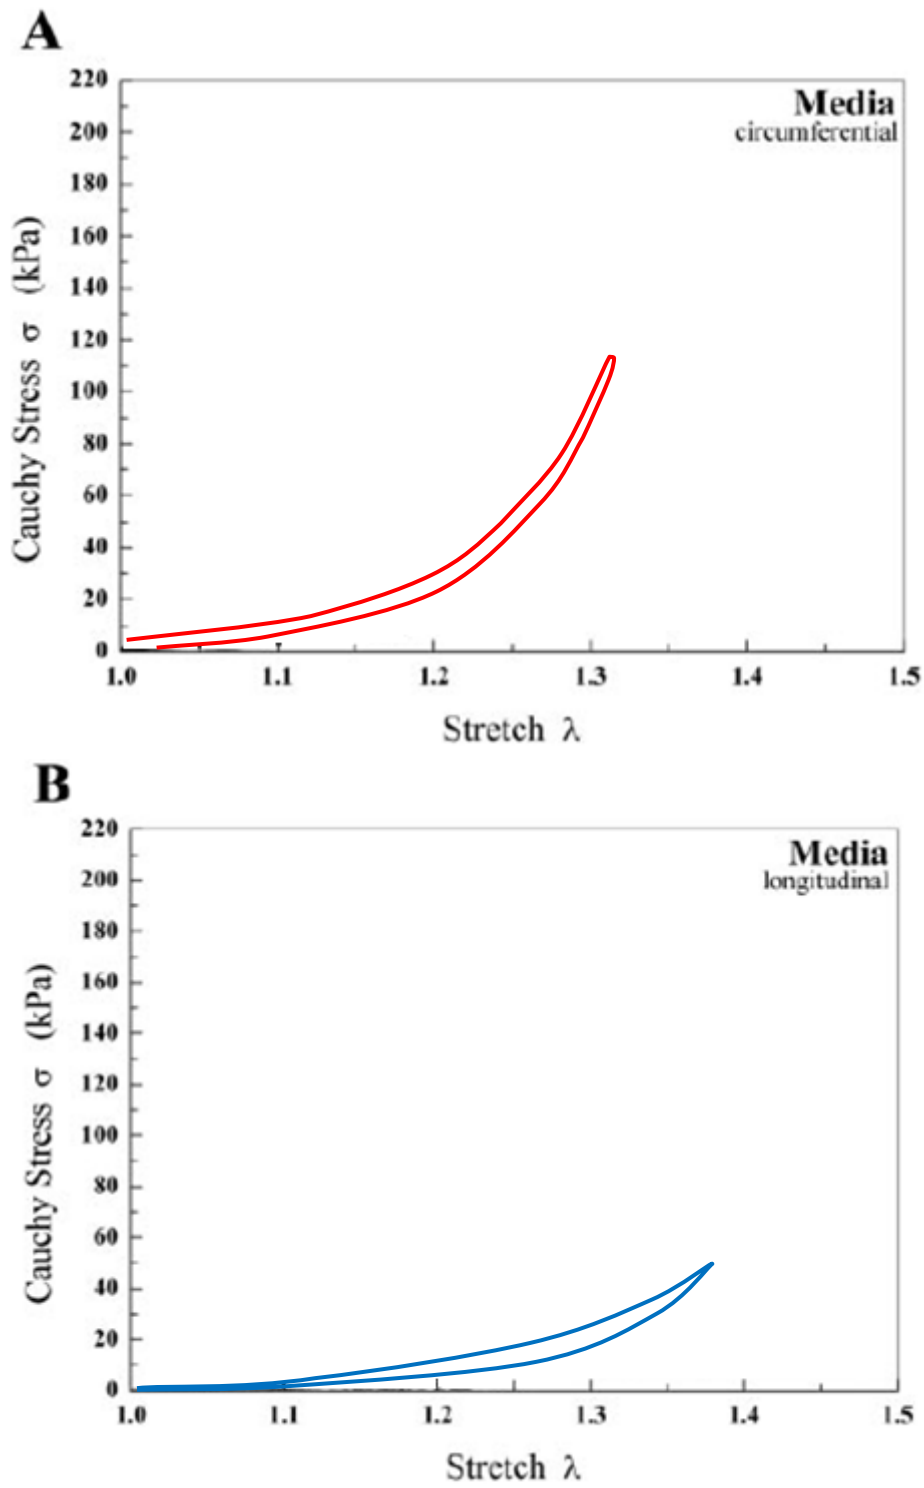 A
Media
circumferential
220
200
180
160
140
120
100
80
60
40
20
0
Cauchy Stress σ (kPa)
1.0 1.1 1.2 1.3 1.4 1.5
Stretch λ
B
Media
longitudinal
220
200
180
160
140
120
100
80
60
40
20
0
Cauchy Stress σ (kPa)
1.0 1.1 1.2 1.3 1.4 1.5
Stretch λ